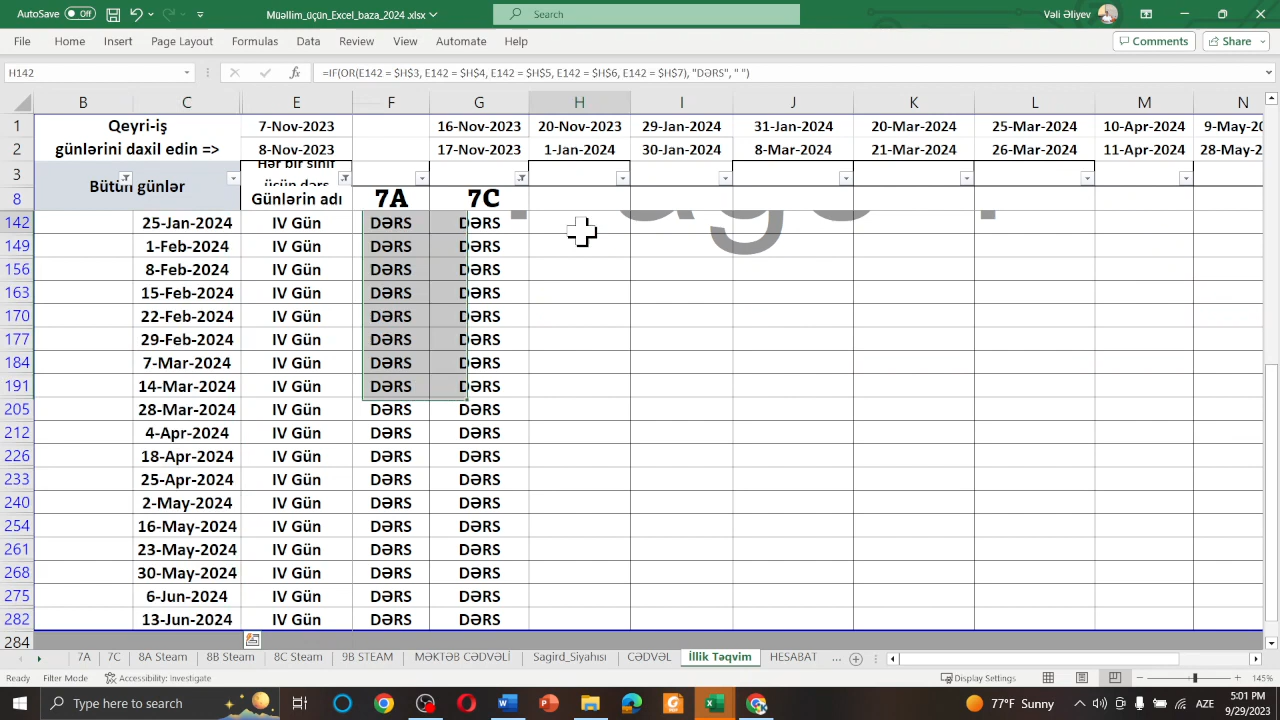 AutoSave Off Müəllim_üçün_Excel_baza_2024 .xlsx Search Vəli Əliyev
File Home Insert Page Layout Formulas Data Review View Automate Help Comments Share
H142 fx =IF(OR(E142 = $H$3, E142 = $H$4, E142 = $H$5, E142 = $H$6, E142 = $H$7), "DƏRS", " ")
B C E F G H I J K L M N
1 Qeyri-iş 7-Nov-2023 16-Nov-2023 20-Nov-2023 29-Jan-2024 31-Jan-2024 20-Mar-2024 25-Mar-2024 10-Apr-2024 9-May-20
2 günlərini daxil edin => 8-Nov-2023 17-Nov-2023 1-Jan-2024 30-Jan-2024 8-Mar-2024 21-Mar-2024 26-Mar-2024 11-Apr-2024 28-May-2
3 Bütün günlər Hər bir sinif
üçün dərs
8 Günlərin adı 7A 7C
142 25-Jan-2024 IV Gün DƏRS DƏRS
149 1-Feb-2024 IV Gün DƏRS DƏRS
156 8-Feb-2024 IV Gün DƏRS DƏRS
163 15-Feb-2024 IV Gün DƏRS DƏRS
170 22-Feb-2024 IV Gün DƏRS DƏRS
177 29-Feb-2024 IV Gün DƏRS DƏRS
184 7-Mar-2024 IV Gün DƏRS DƏRS
191 14-Mar-2024 IV Gün DƏRS DƏRS
205 28-Mar-2024 IV Gün DƏRS DƏRS
212 4-Apr-2024 IV Gün DƏRS DƏRS
226 18-Apr-2024 IV Gün DƏRS DƏRS
233 25-Apr-2024 IV Gün DƏRS DƏRS
240 2-May-2024 IV Gün DƏRS DƏRS
254 16-May-2024 IV Gün DƏRS DƏRS
261 23-May-2024 IV Gün DƏRS DƏRS
268 30-May-2024 IV Gün DƏRS DƏRS
275 6-Jun-2024 IV Gün DƏRS DƏRS
282 13-Jun-2024 IV Gün DƏRS DƏRS
284
7A 7C 8A Steam 8B Steam 8C Steam 9B STEAM MƏKTƏB CƏDVƏLİ Sagird_Siyahısı CƏDVƏL İllik Təqvim HESABAT ...
Ready Filter Mode Accessibility: Investigate Display Settings 145%
Type here to search 77°F Sunny AZE 5:01 PM
9/29/2023